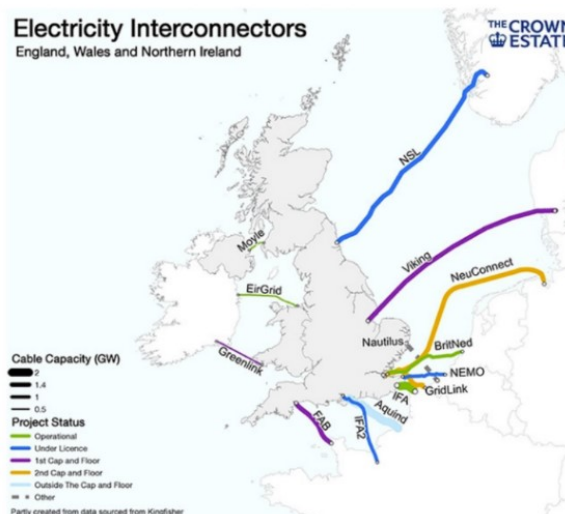 Electricity Interconnectors
England, Wales and Northern Ireland
THE CROWN
ESTATE
NSL
Moyle
Viking
NeuConnect
EirGrid
Nautilus
BritNed
Greenlink
NEMO
GridLink
IFA
Aquind
FAB
IFA2
Cable Capacity (GW)
2
1.4
1
0.5
Project Status
Operational
Under Licence
1st Cap and Floor
2nd Cap and Floor
Outside The Cap and Floor
Other
Partly created from data sourced from Kingfisher